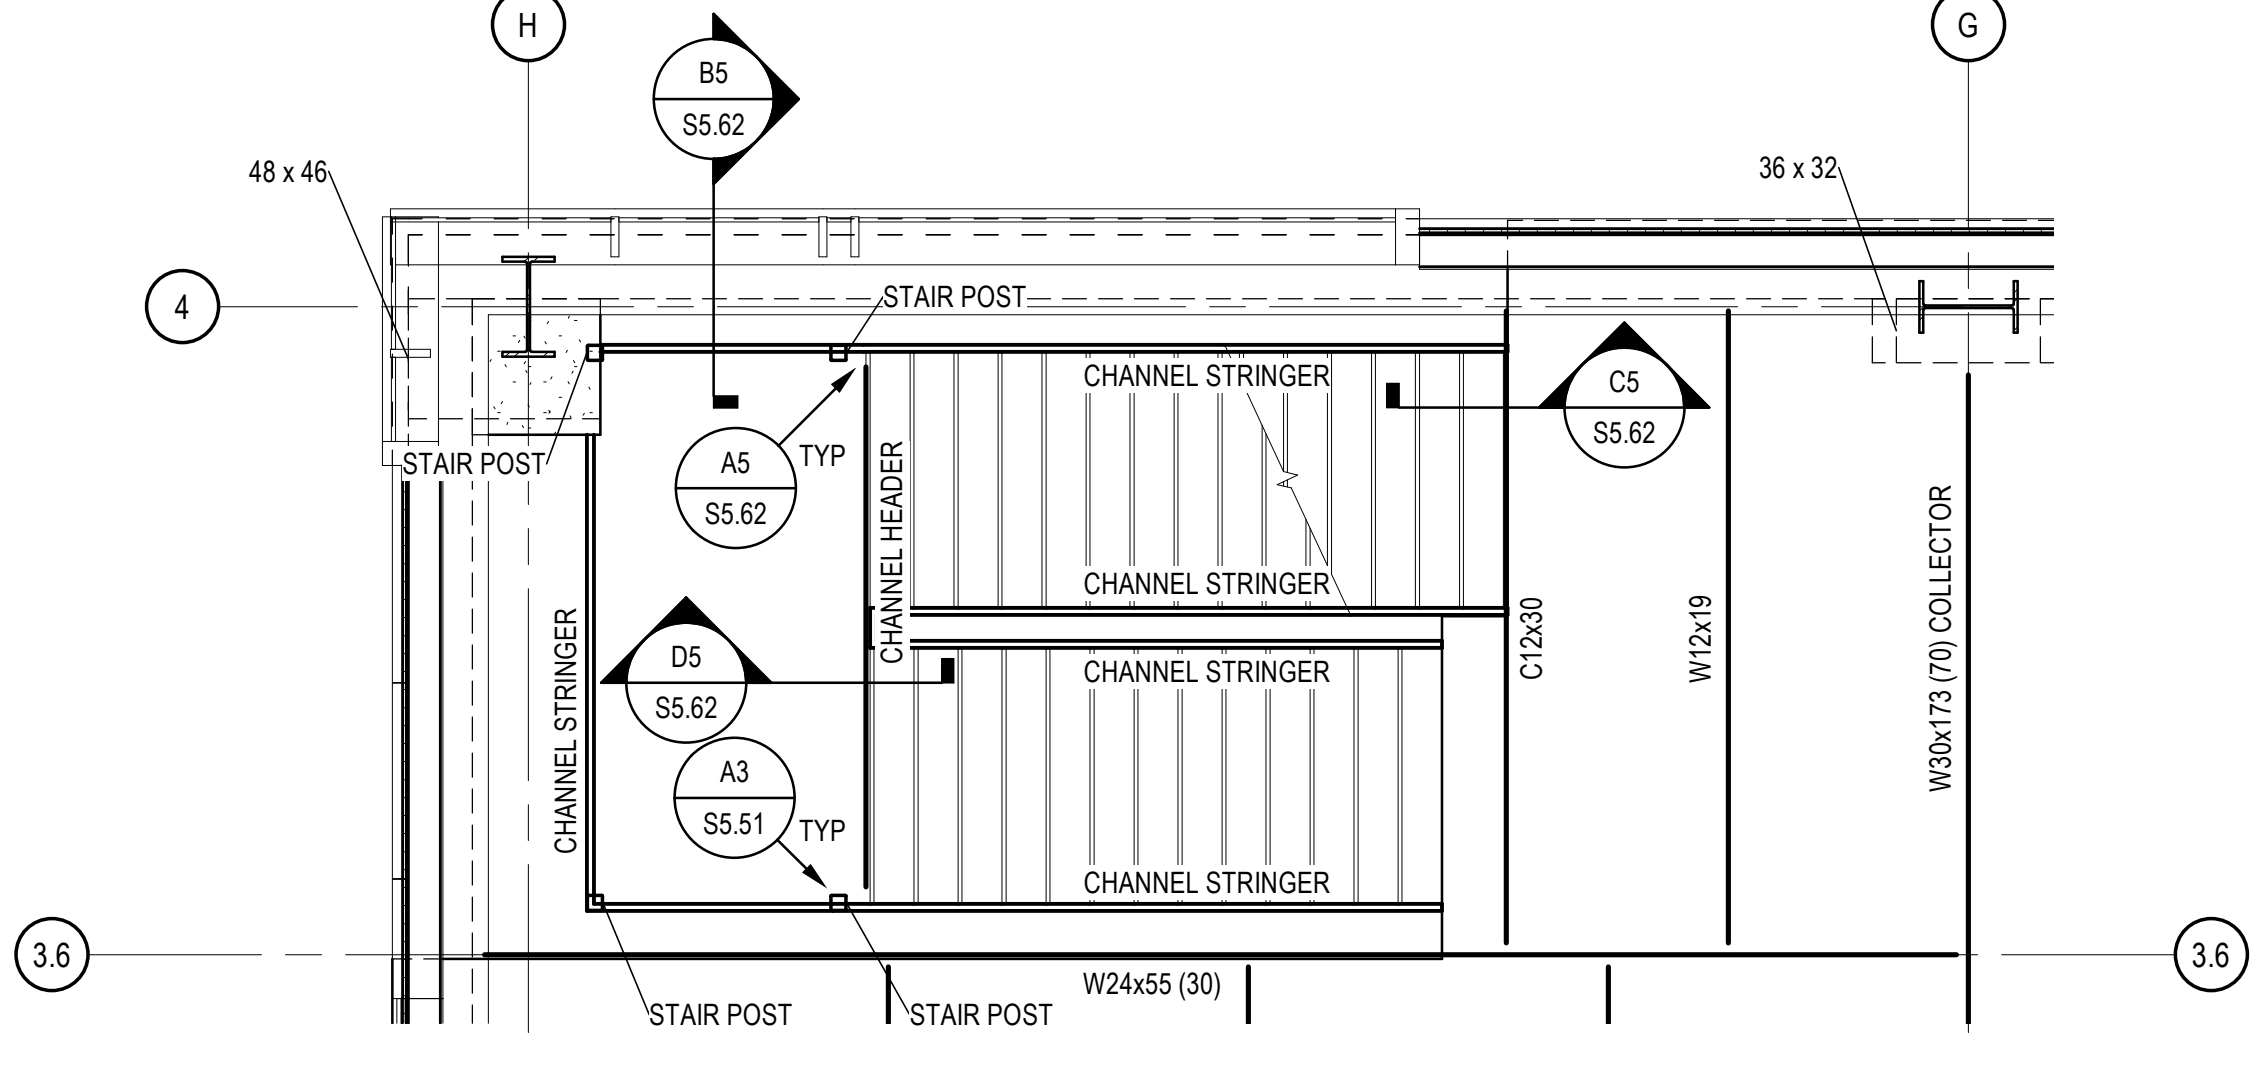 H
G
B5
S5.62
48 x 46
36 x 32
4
STAIR POST
CHANNEL STRINGER
C5
S5.62
STAIR POST
A5
S5.62
TYP
CHANNEL HEADER
CHANNEL STRINGER
C12x30
W12x19
W30x173 (70) COLLECTOR
CHANNEL STRINGER
D5
S5.62
CHANNEL STRINGER
A3
S5.51
TYP
CHANNEL STRINGER
3.6
3.6
W24x55 (30)
STAIR POST
STAIR POST